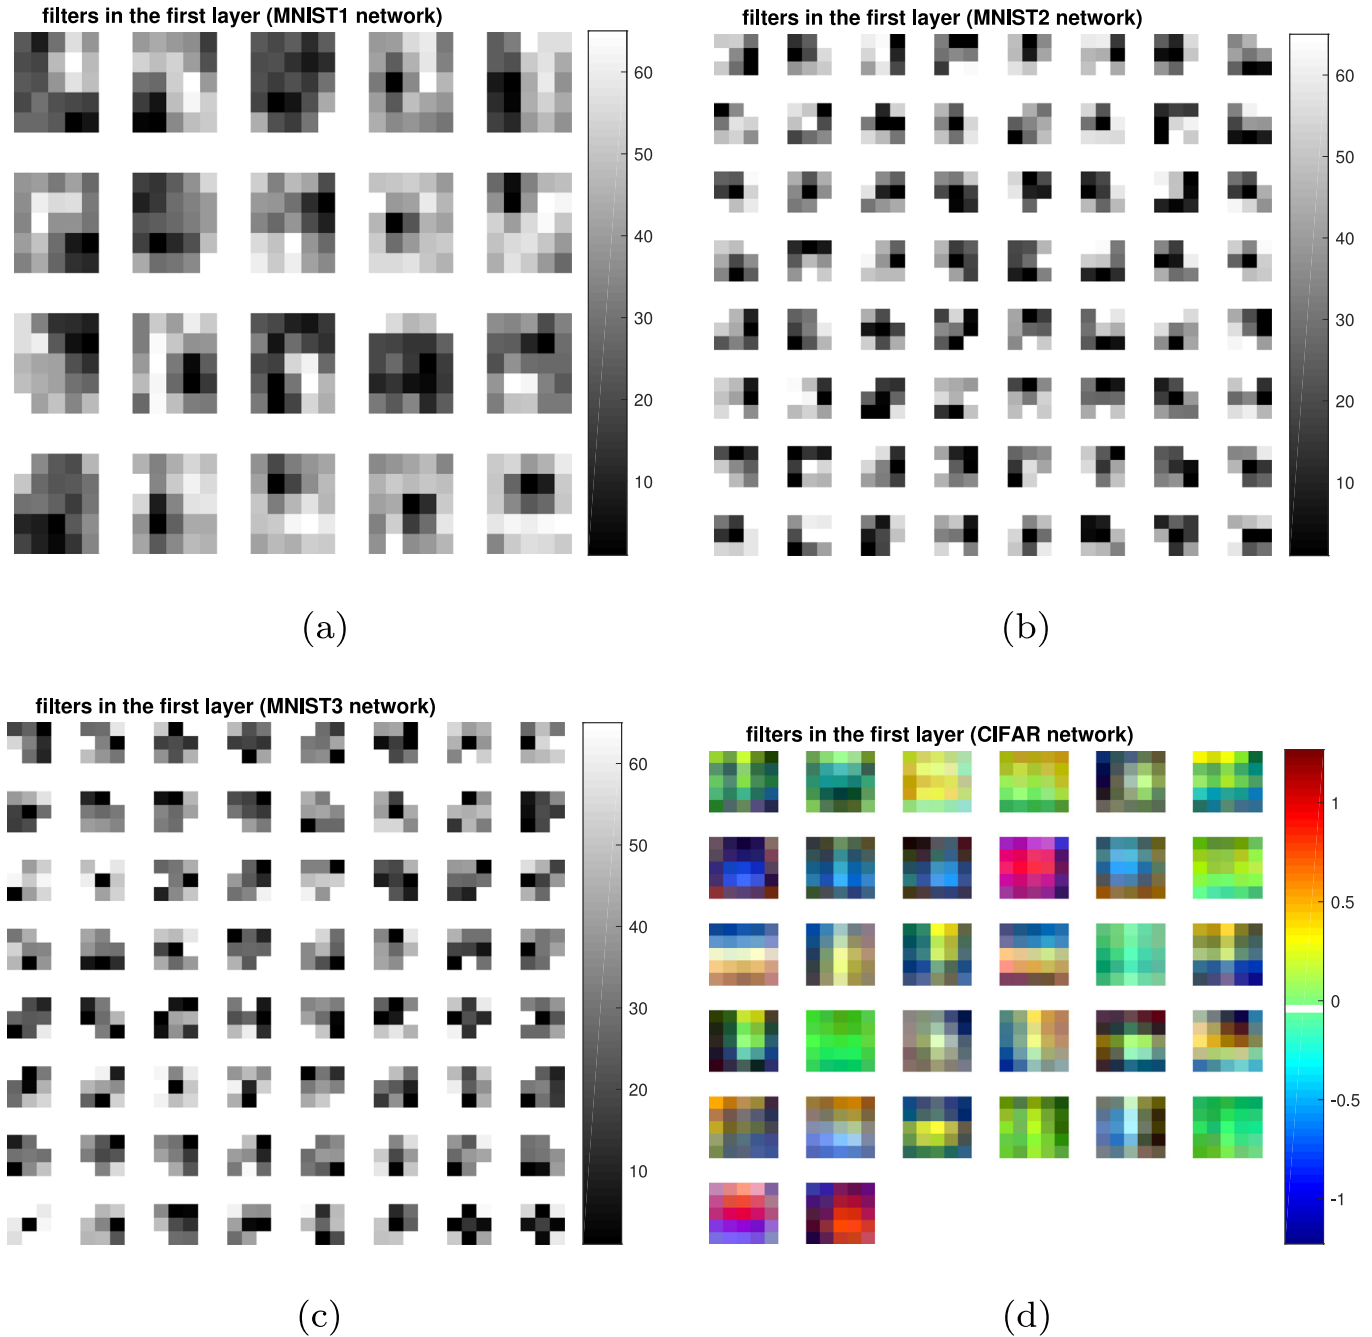 filters in the first layer (MNIST1 network)
60
50
40
30
20
10
(a)
filters in the first layer (MNIST2 network)
60
50
40
30
20
10
(b)
filters in the first layer (MNIST3 network)
60
50
40
30
20
10
(c)
filters in the first layer (CIFAR network)
1
0.5
0
-0.5
-1
(d)